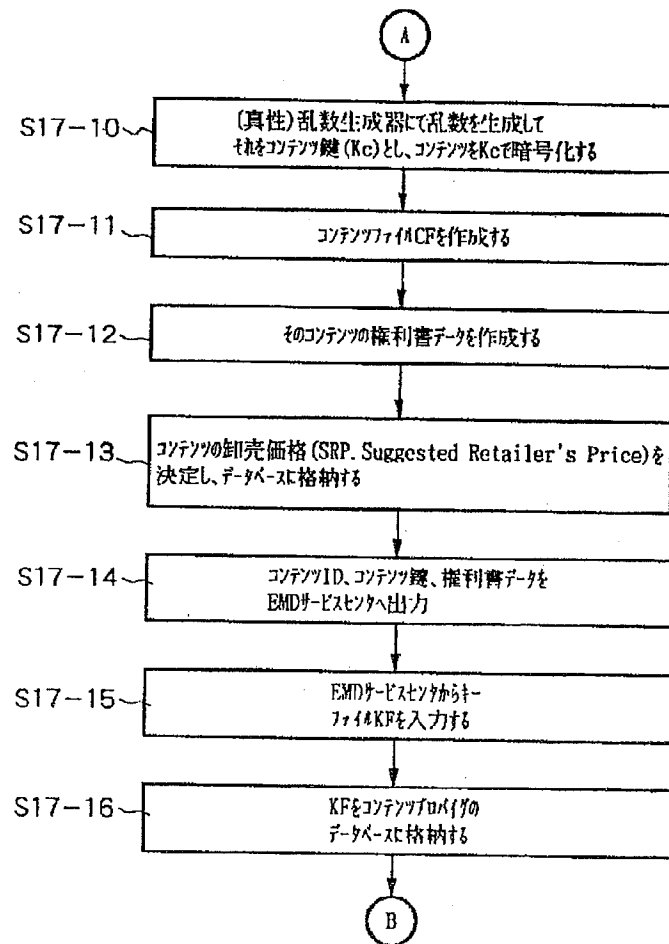 A
S17-10
(真性)乱数生成器にて乱数を生成して
それをコンテンツ鍵(Kc)とし、コンテンツをKcで暗号化する
S17-11
コンテンツファイルCFを作成する
S17-12
そのコンテンツの権利書データを作成する
S17-13
コンテンツの卸売価格(SRP. Suggested Retailer's Price)を
決定し、データベースに格納する
S17-14
コンテンツID、コンテンツ鍵、権利書データを
EMDサービスセンタへ出力
S17-15
EMDサービスセンタからキー
ファイルKFを入力する
S17-16
KFをコンテンツプロバイダの
データベースに格納する
B